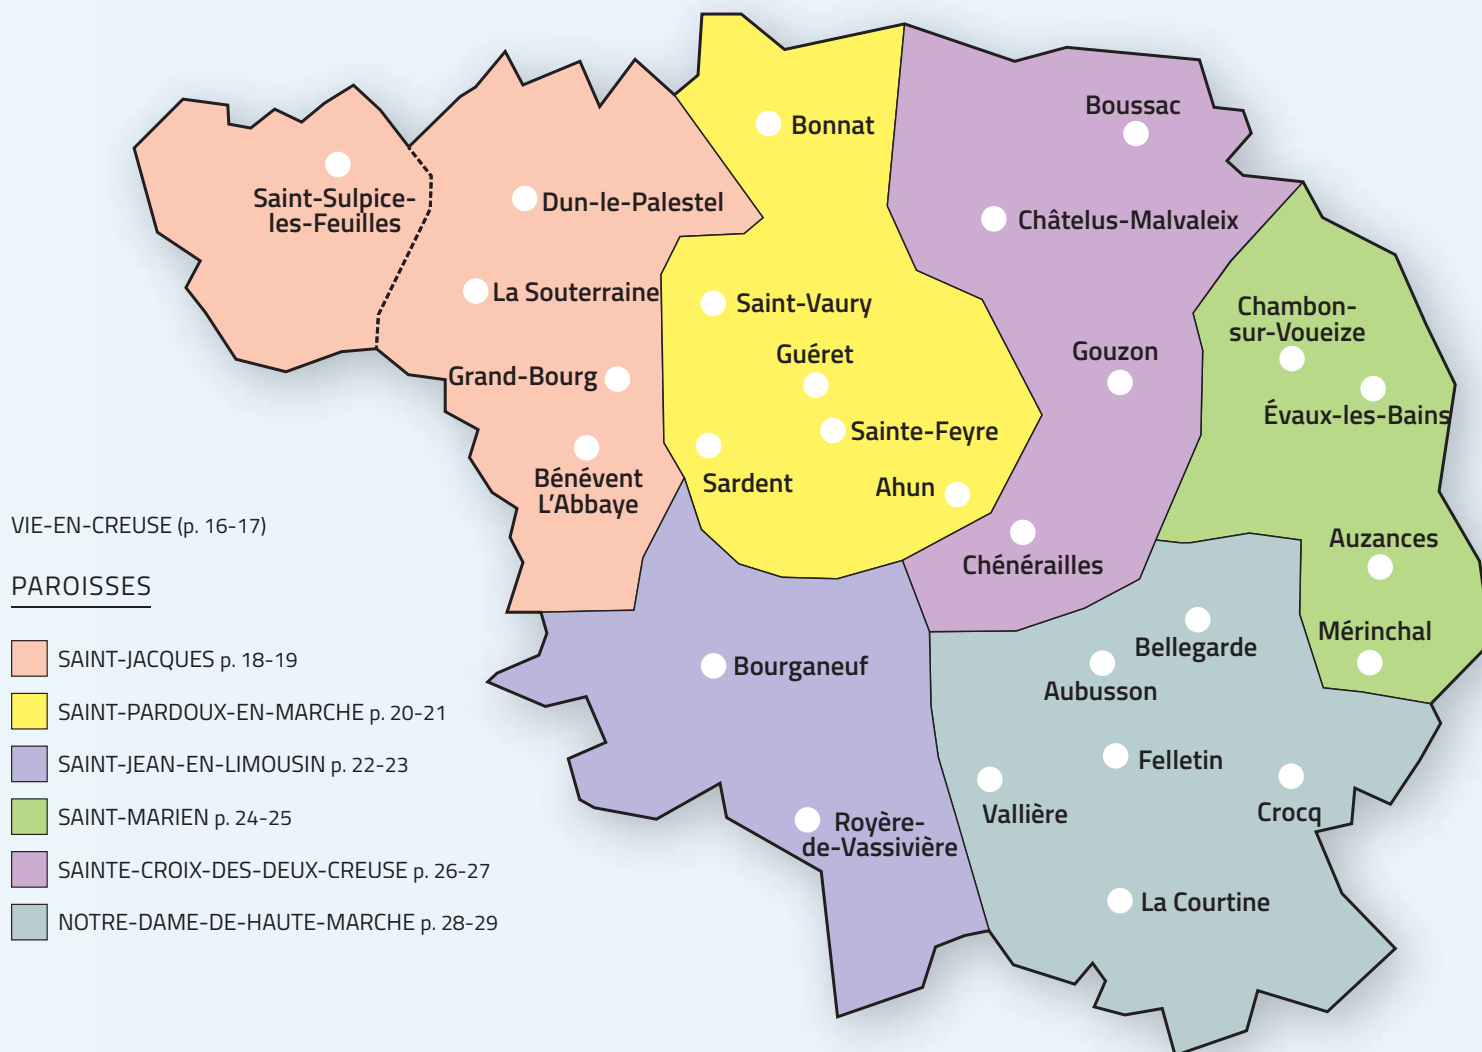 Bonnat
Boussac
Saint-Sulpice-
les-Feuilles
Dun-le-Palestel
Châtelus-Malvaleix
La Souterraine
Saint-Vaury
Chambon-
sur-Voueize
Guéret
Gouzon
Grand-Bourg
Évaux-les-Bains
Sainte-Feyre
Bénévent
L'Abbaye
Sardent
Ahun
Chénérailles
Auzances
Mérinchal
Bellegarde
Aubusson
Bourganeuf
Felletin
Vallière
Crocq
Royère-
de-Vassivière
La Courtine
VIE-EN-CREUSE (p. 16-17)
PAROISSES
SAINT-JACQUES p. 18-19
SAINT-PARDOUX-EN-MARCHE p. 20-21
SAINT-JEAN-EN-LIMOUSIN p. 22-23
SAINT-MARIEN p. 24-25
SAINTE-CROIX-DES-DEUX-CREUSE p. 26-27
NOTRE-DAME-DE-HAUTE-MARCHE p. 28-29